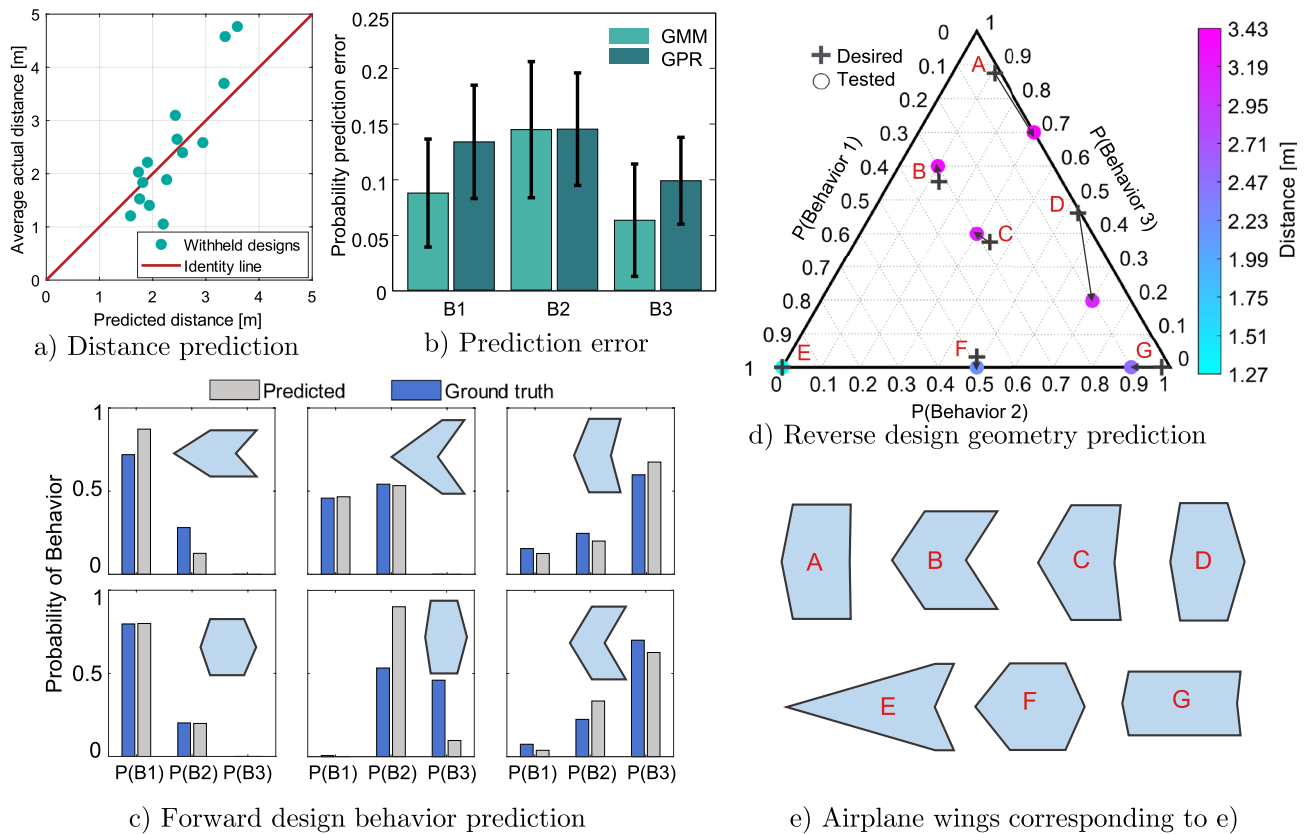 Average actual distance [m]
5
4
3
2
1
0
0 1 2 3 4 5
Withheld designs
Identity line
Predicted distance [m]
a) Distance prediction
Probability prediction error
0.25
0.2
0.15
0.1
0.05
0
GMM
GPR
B1 B2 B3
b) Prediction error
Desired
Tested
P(Behavior 1)
0
0.1
0.2
0.3
0.4
0.5
0.6
0.7
0.8
0.9
1
P(Behavior 3)
1
0.9
0.8
0.7
0.6
0.5
0.4
0.3
0.2
0.1
0
A
B
C
D
E
F
G
0 0.1 0.2 0.3 0.4 0.5 0.6 0.7 0.8 0.9 1
P(Behavior 2)
3.43
3.19
2.95
2.71
2.47
2.23
1.99
1.75
1.51
1.27
Distance [m]
d) Reverse design geometry prediction
Predicted
Ground truth
Probability of Behavior
1
0.5
0
1
0.5
0
P(B1) P(B2) P(B3)
P(B1) P(B2) P(B3)
P(B1) P(B2) P(B3)
c) Forward design behavior prediction
A
B
C
D
E
F
G
e) Airplane wings corresponding to e)